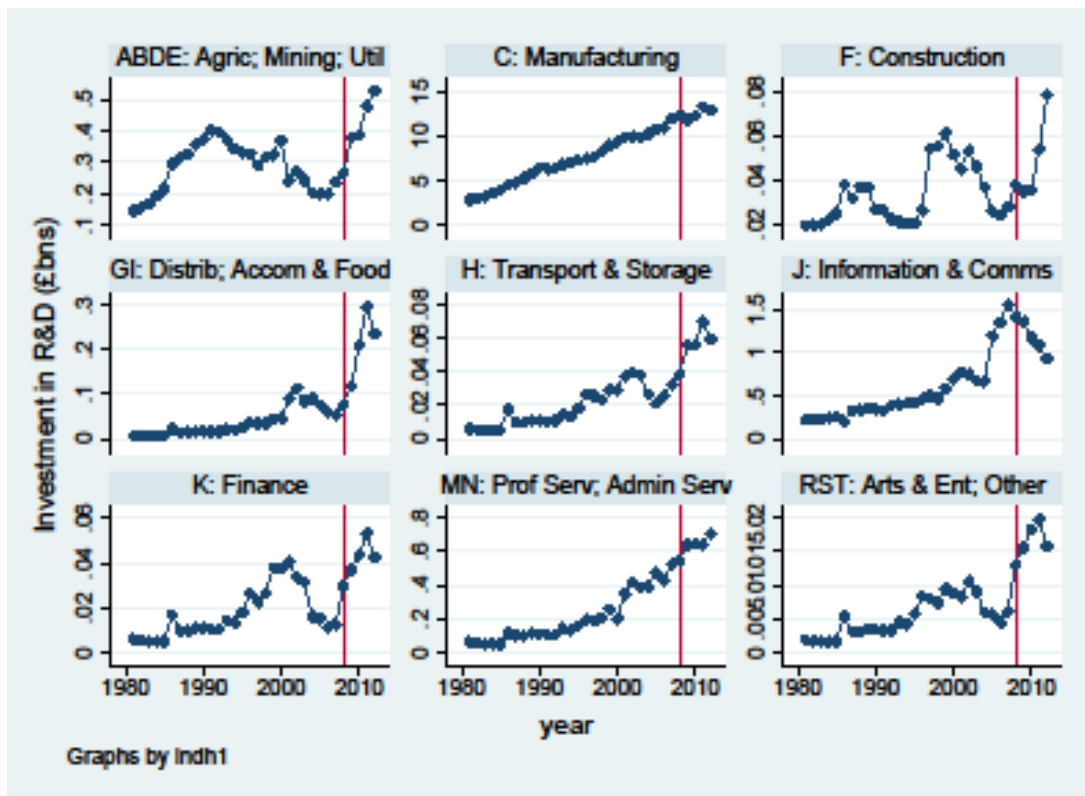 ABDE: Agric; Mining; Util
C: Manufacturing
F: Construction
.1 .2 .3 .4 .5
0 5 10 15
.02 .04 .06 .08
GI: Distrib; Accom & Food
H: Transport & Storage
J: Information & Comms
0 .1 .2 .3
0 .02 .04 .06 .08
0 .5 1 1.5
K: Finance
MN: Prof Serv; Admin Serv
RST: Arts & Ent; Other
0 .02 .04 .06
0 .2 .4 .6 .8
0 .005 .01 .015 .02
1980 1990 2000 2010
1980 1990 2000 2010
1980 1990 2000 2010
Investment in R&D (£bns)
year
Graphs by indh1